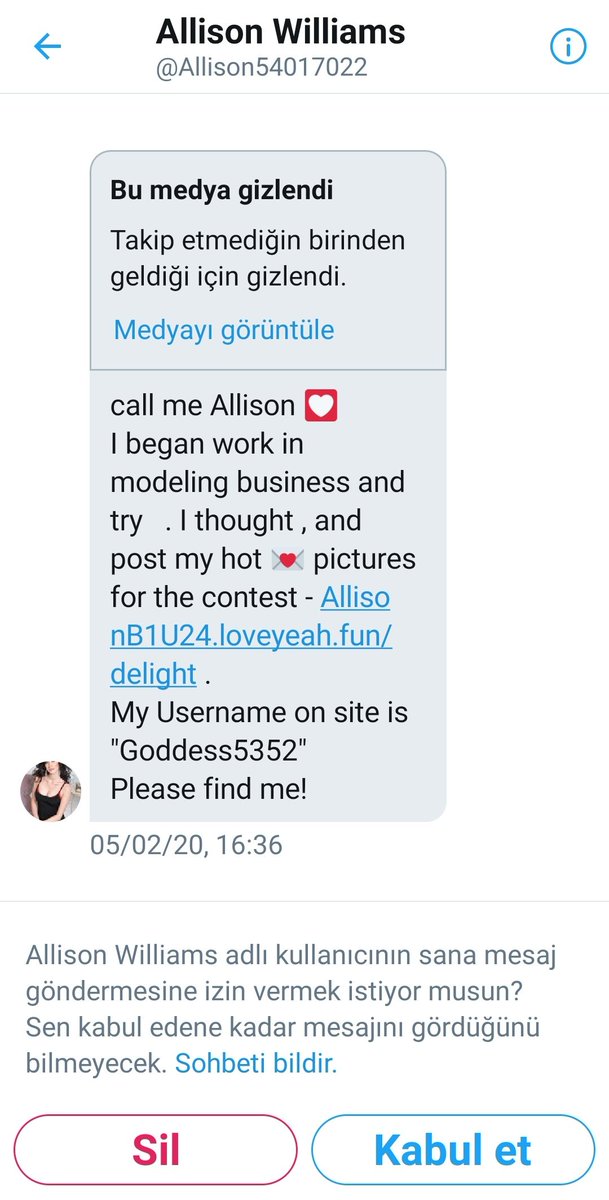 Allison Williams
@Allison54017022
Bu medya gizlendi
Takip etmediğin birinden
geldiği için gizlendi.
Medyayı görüntüle
call me Allison 💟
I began work in
modeling business and
try . I thought , and
post my hot 💌 pictures
for the contest - Alliso
nB1U24.loveyeah.fun/
delight .
My Username on site is
"Goddess5352"
Please find me!
05/02/20, 16:36
Allison Williams adlı kullanıcının sana mesaj
göndermesine izin vermek istiyor musun?
Sen kabul edene kadar mesajını gördüğünü
bilmeyecek. Sohbeti bildir.
Sil
Kabul et